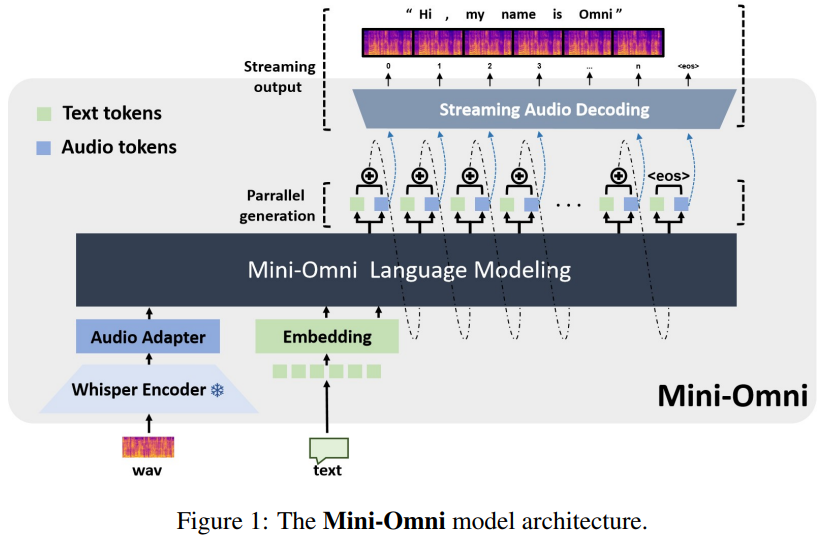 “ Hi , my name is Omni ”
Streaming
output
0 1 2 3 ... n <eos>
Streaming Audio Decoding
Text tokens
Audio tokens
<eos>
Parrallel
generation
...
Mini-Omni Language Modeling
Audio Adapter
Embedding
Whisper Encoder
Mini-Omni
wav
text
Figure 1: The Mini-Omni model architecture.